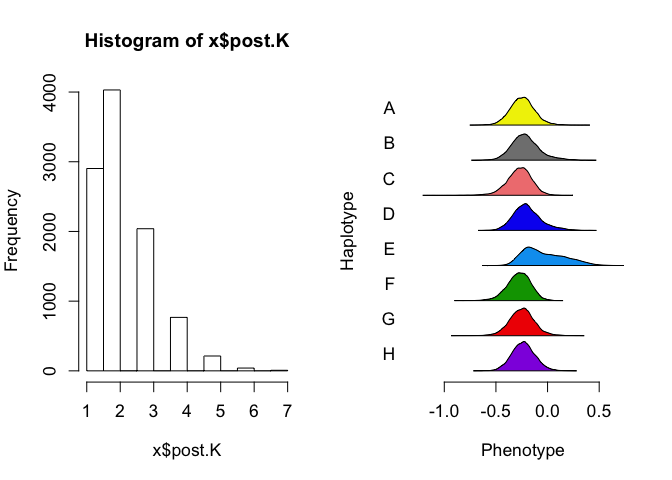 Histogram of x$post.K
Frequency
0
1000
2000
3000
4000
1 2 3 4 5 6 7
x$post.K
Haplotype
A
B
C
D
E
F
G
H
-1.0 -0.5 0.0 0.5
Phenotype